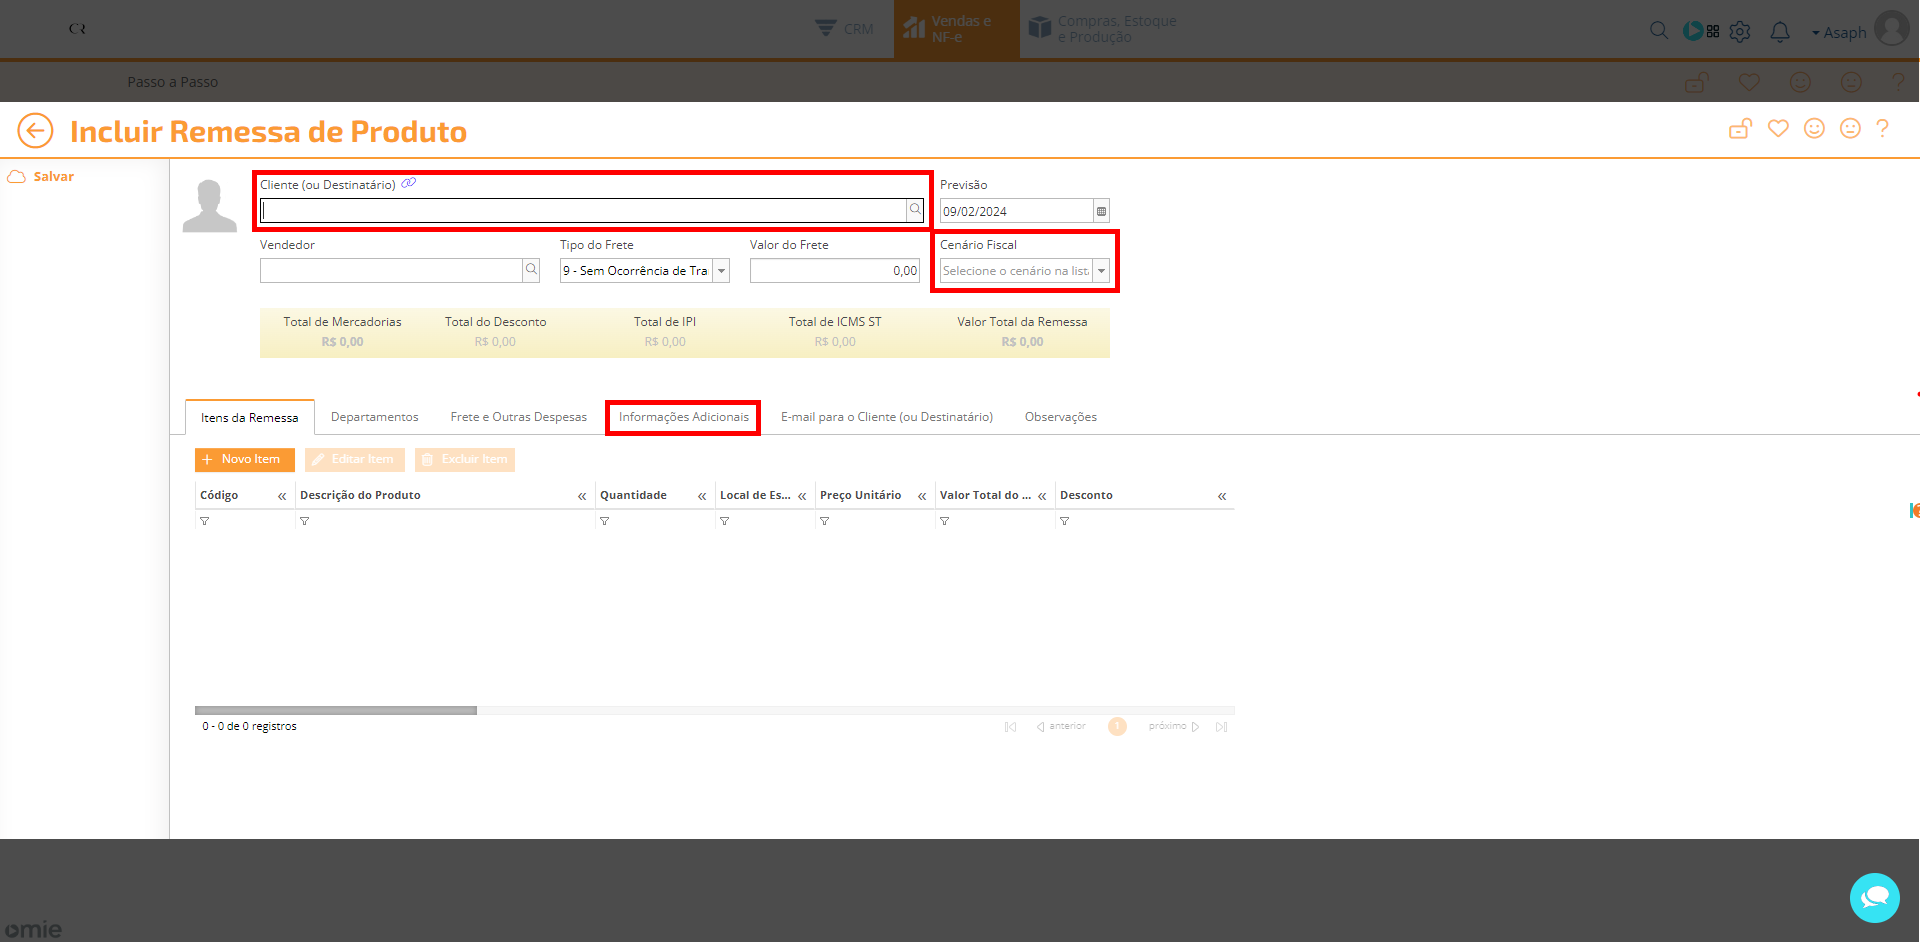 CR
CRM
Vendas e
NF-e
Compras, Estoque
e Produção
Asaph
Passo a Passo
Incluir Remessa de Produto
Salvar
Cliente (ou Destinatário)
Previsão
09/02/2024
Vendedor
Tipo do Frete
Valor do Frete
Cenário Fiscal
9 - Sem Ocorrência de Tra
0,00
Selecione o cenário na list
Total de Mercadorias
Total do Desconto
Total de IPI
Total de ICMS ST
Valor Total da Remessa
R$ 0,00
R$ 0,00
R$ 0,00
R$ 0,00
R$ 0,00
Itens da Remessa
Departamentos
Frete e Outras Despesas
Informações Adicionais
E-mail para o Cliente (ou Destinatário)
Observações
Novo Item
Editar Item
Excluir Item
Código
Descrição do Produto
Quantidade
Local de Es...
Preço Unitário
Valor Total do ...
Desconto
0 - 0 de 0 registros
anterior
1
próximo
omie